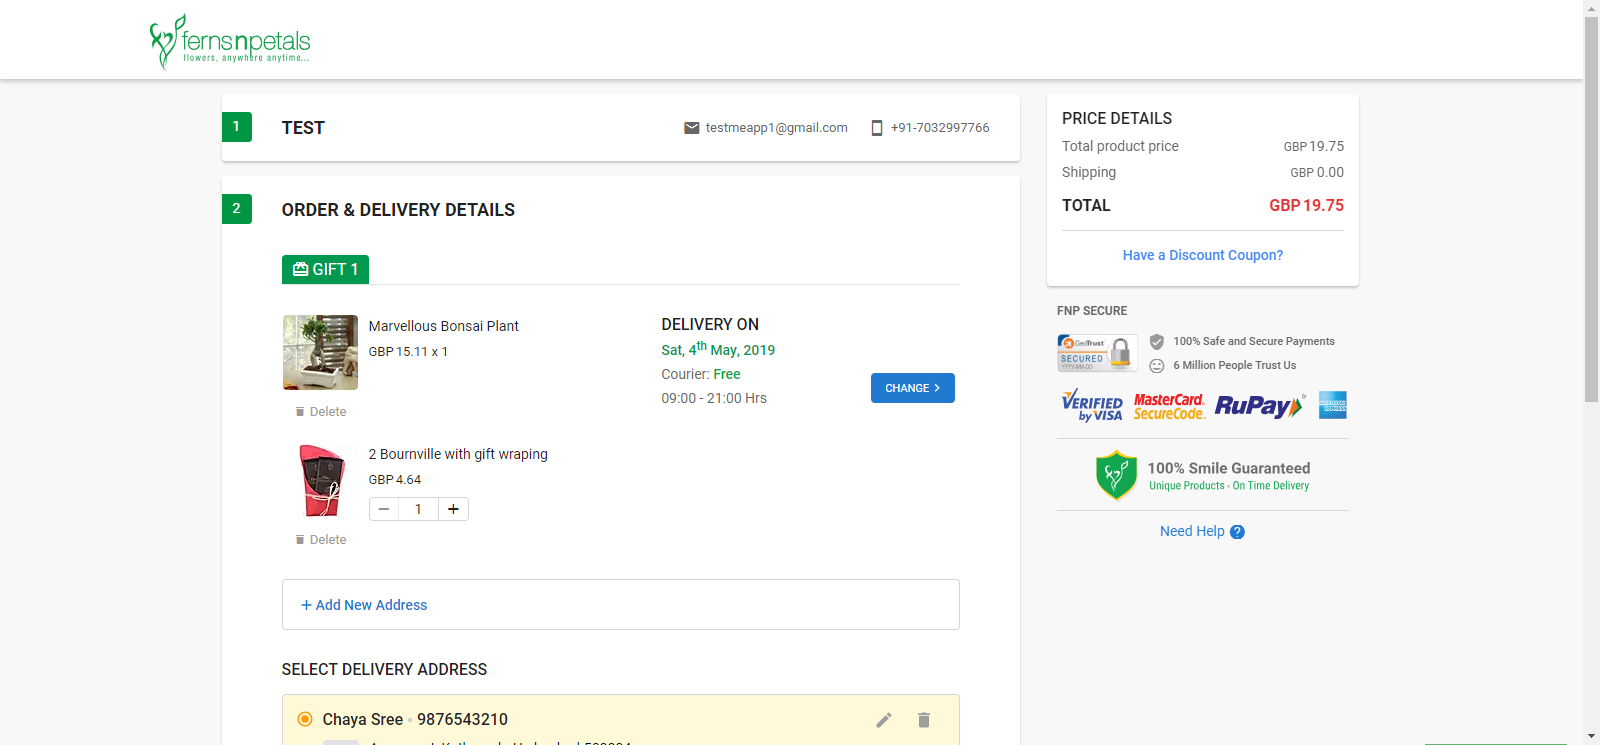 fernsnpetals
flowers, anywhere anytime...
1
TEST
testmeapp1@gmail.com
+91-7032997766
2
ORDER & DELIVERY DETAILS
GIFT 1
Marvellous Bonsai Plant
GBP 15.11 x 1
Delete
DELIVERY ON
Sat, 4th May, 2019
Courier: Free
09:00 - 21:00 Hrs
CHANGE
2 Bournville with gift wraping
GBP 4.64
1
Delete
+ Add New Address
SELECT DELIVERY ADDRESS
Chaya Sree • 9876543210
PRICE DETAILS
Total product price GBP 19.75
Shipping GBP 0.00
TOTAL GBP 19.75
Have a Discount Coupon?
FNP SECURE
GeoTrust
SECURED
YYYY-MM-DD
100% Safe and Secure Payments
6 Million People Trust Us
VERIFIED
by VISA
MasterCard.
SecureCode.
RuPay
100% Smile Guaranteed
Unique Products • On Time Delivery
Need Help ?